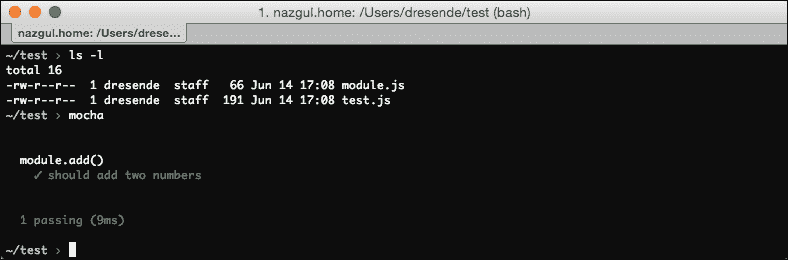 1. nazgul.home: /Users/dresende/test (bash)
nazgul.home: /Users/drese...
~/test › ls -l
total 16
-rw-r--r--  1 dresende  staff   66 Jun 14 17:08 module.js
-rw-r--r--  1 dresende  staff  191 Jun 14 17:08 test.js
~/test › mocha
module.add()
✓ should add two numbers
1 passing (9ms)
~/test ›